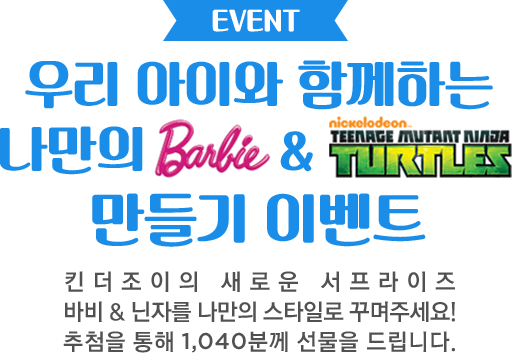 EVENT
우리 아이와 함께하는
나만의 Barbie & nickelodeon™ TEENAGE MUTANT NINJA TURTLES
만들기 이벤트
킨더조이의 새로운 서프라이즈
바비 & 닌자를 나만의 스타일로 꾸며주세요!
추첨을 통해 1,040분께 선물을 드립니다.